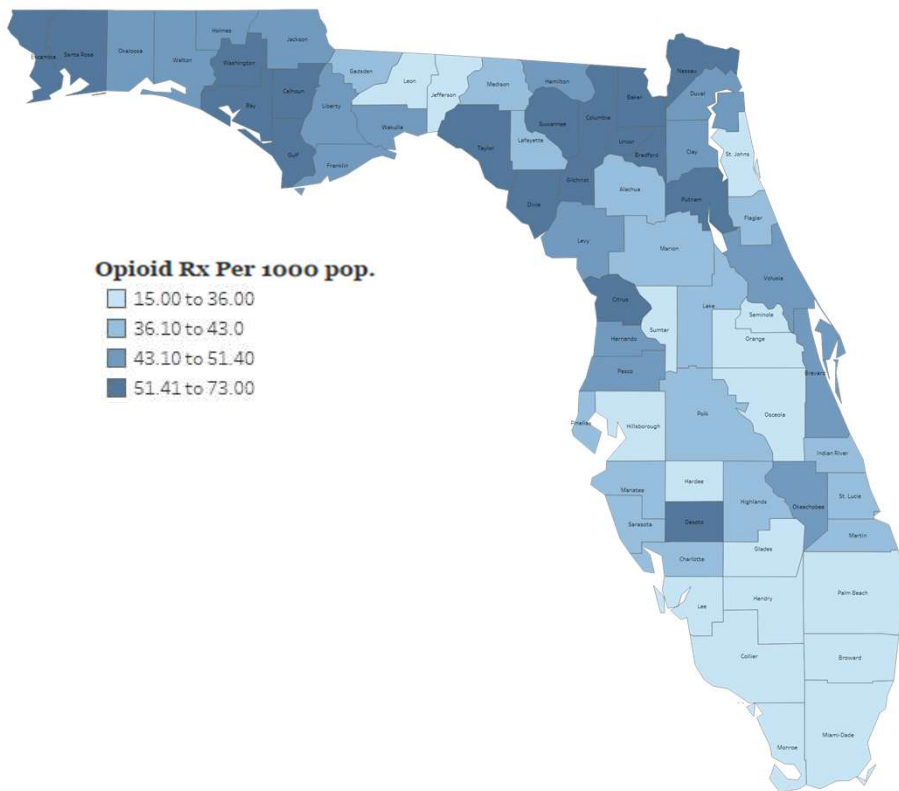 Holmes
Jackson
Escambia
Santa Rosa
Okaloosa
Walton
Washington
Calhoun
Bay
Liberty
Gulf
Franklin
Gadsden
Leon
Jefferson
Wakulla
Madison
Hamilton
Taylor
Lafayette
Suwannee
Columbia
Baker
Nassau
Duval
Union
Bradford
Clay
St. Johns
Dixie
Gilchrist
Alachua
Putnam
Flagler
Levy
Marion
Volusia
Opioid Rx Per 1000 pop.
15.00 to 36.00
36.10 to 43.0
43.10 to 51.40
51.41 to 73.00
Citrus
Sumter
Lake
Seminole
Hernando
Orange
Pasco
Brevard
Pinellas
Hillsborough
Polk
Osceola
Indian River
Manatee
Hardee
Highlands
Okeechobee
St. Lucie
Sarasota
Desoto
Martin
Charlotte
Glades
Lee
Hendry
Palm Beach
Collier
Broward
Monroe
Miami-Dade